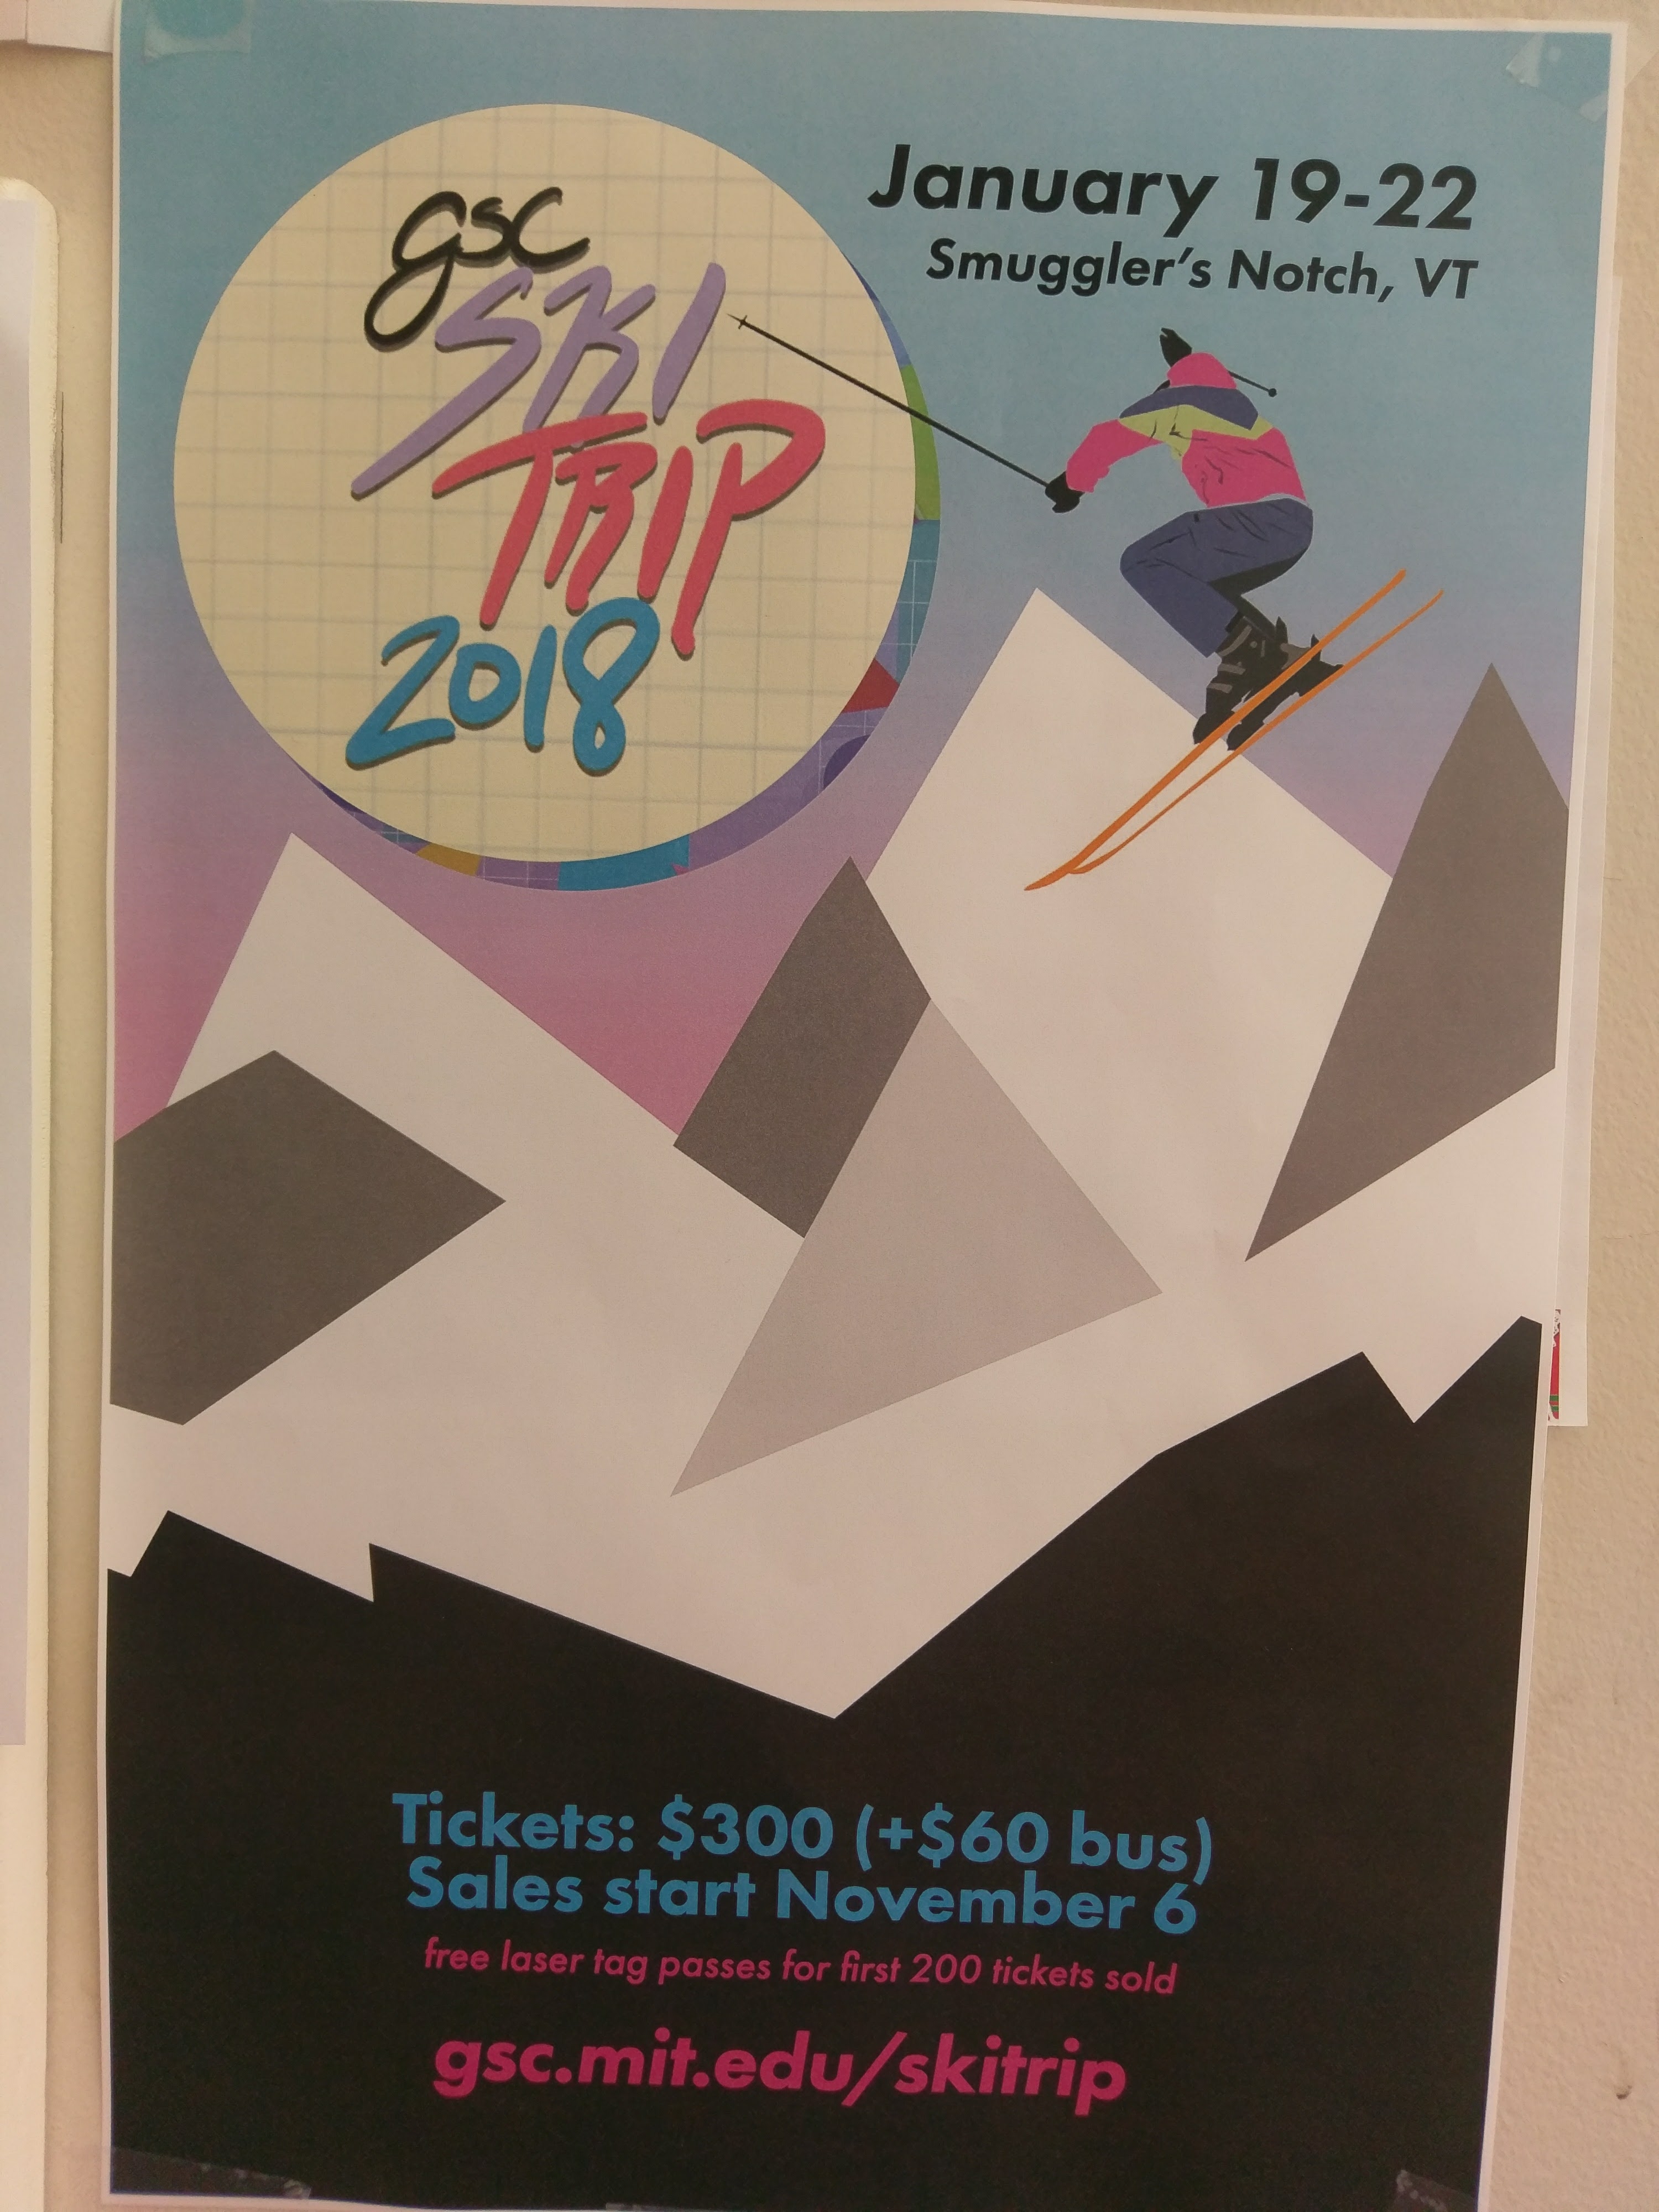 gsc
SKI
TRIP
2018
January 19-22
Smuggler's Notch, VT
Tickets: $300 (+$60 bus)
Sales start November 6
free laser tag passes for first 200 tickets sold
gsc.mit.edu/skitrip